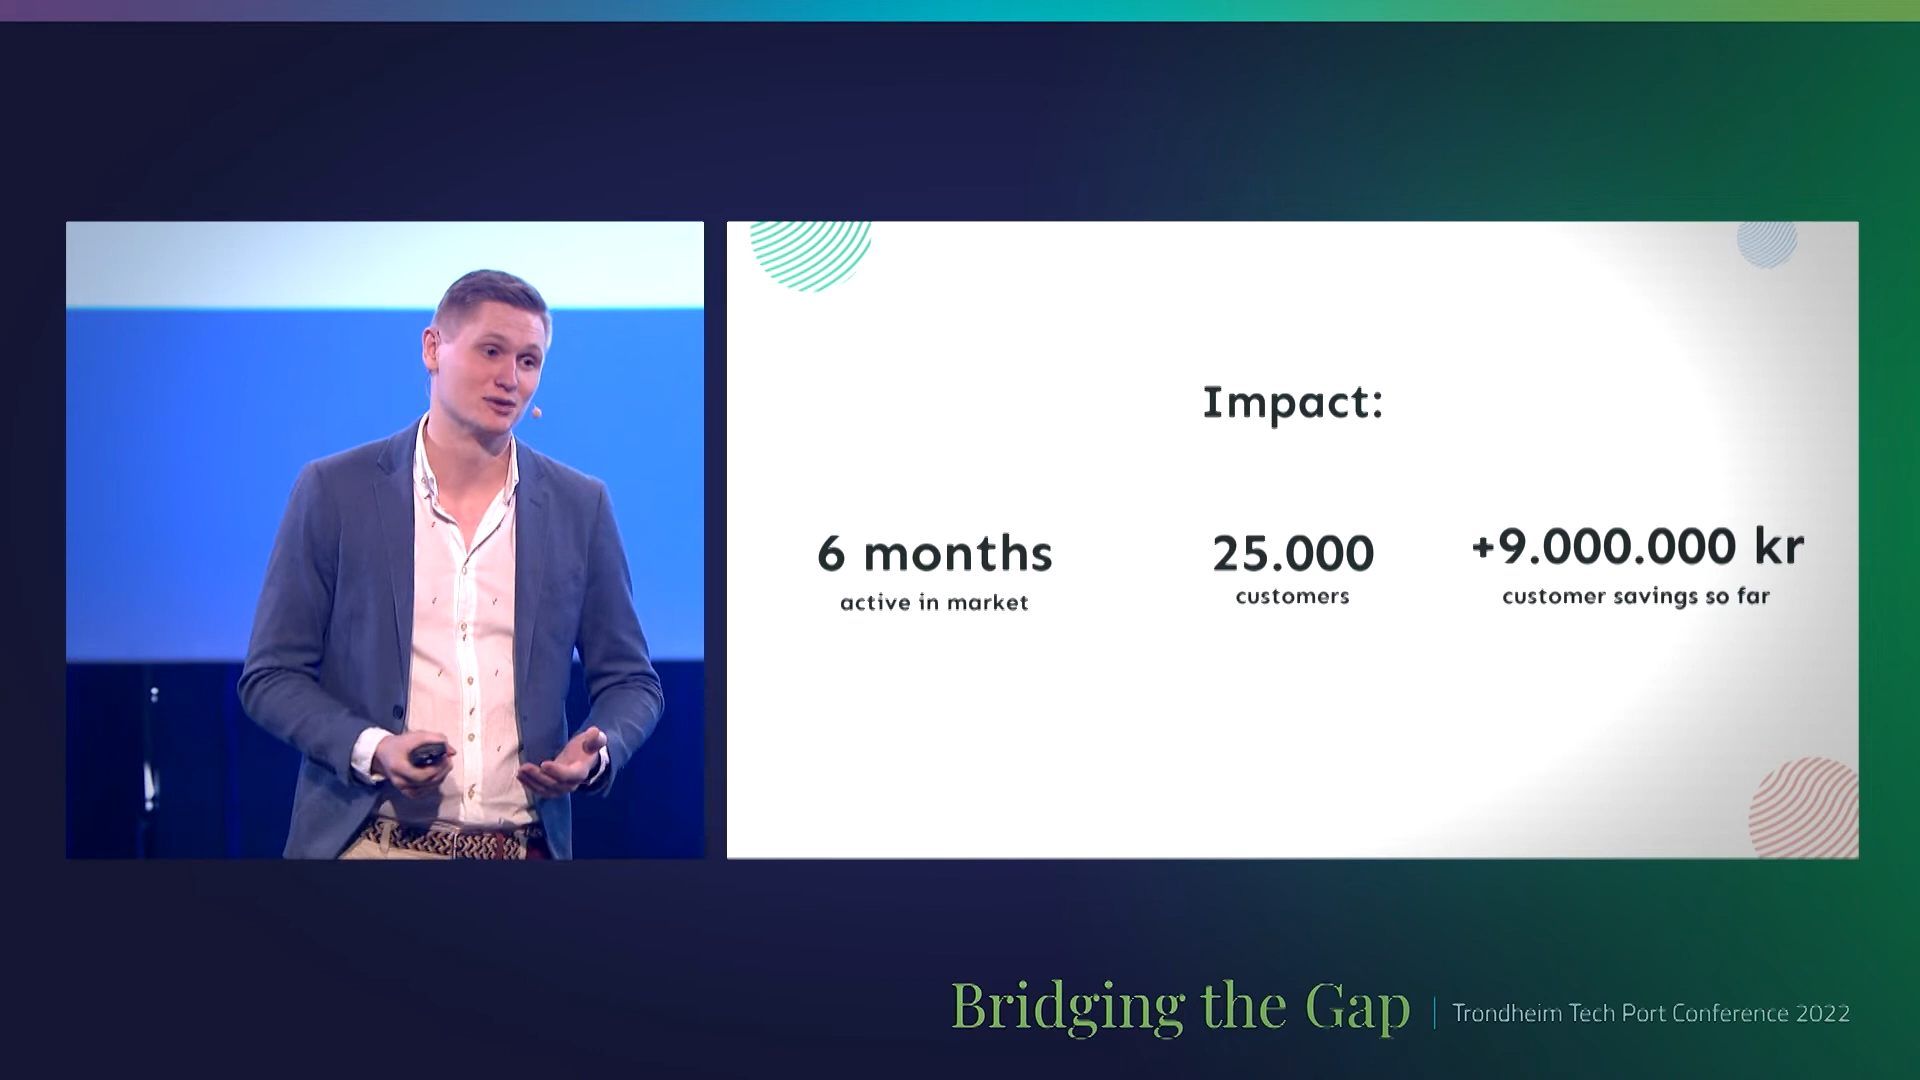 Impact:
6 months
active in market
25.000
customers
+9.000.000 kr
customer savings so far
Bridging the Gap
Trondheim Tech Port Conference 2022